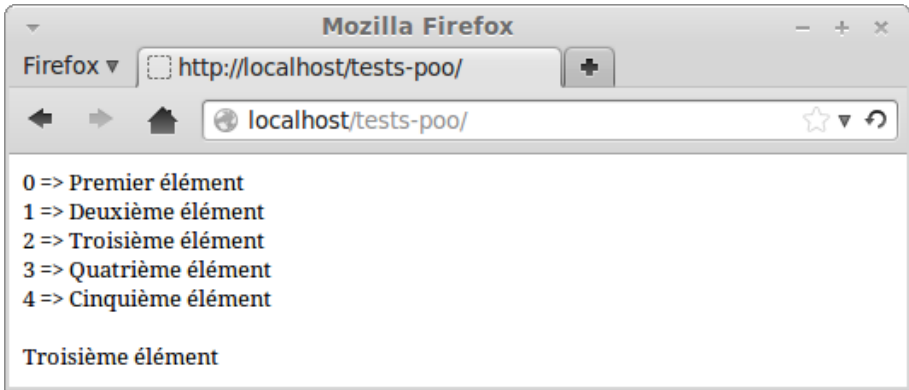 Mozilla Firefox
Firefox
http://localhost/tests-poo/
localhost/tests-poo/
0 => Premier élément
1 => Deuxième élément
2 => Troisième élément
3 => Quatrième élément
4 => Cinquième élément
Troisième élément